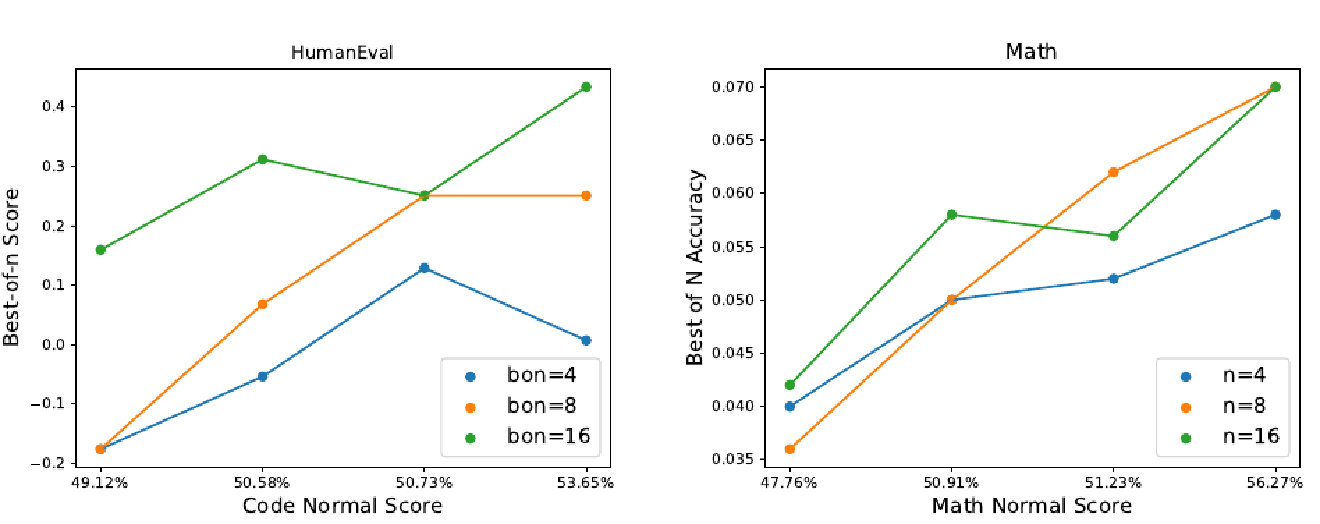 HumanEval
Best-of-n Score
0.4
0.3
0.2
0.1
0.0
−0.1
−0.2
49.12%
50.58%
50.73%
53.65%
Code Normal Score
bon=4
bon=8
bon=16
Math
Best of N Accuracy
0.070
0.065
0.060
0.055
0.050
0.045
0.040
0.035
47.76%
50.91%
51.23%
56.27%
Math Normal Score
n=4
n=8
n=16